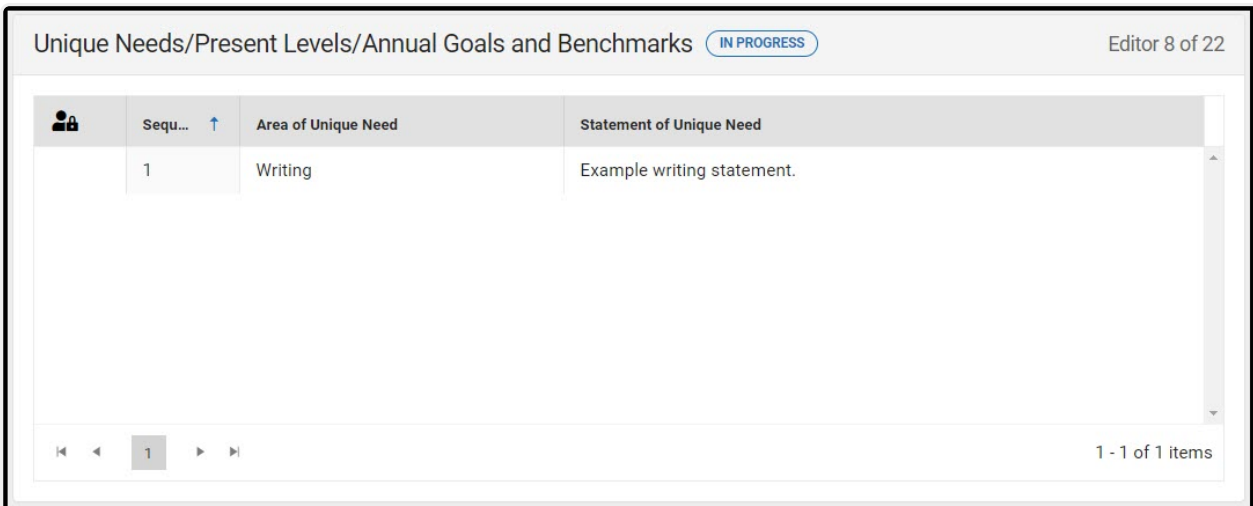 Unique Needs/Present Levels/Annual Goals and Benchmarks IN PROGRESS Editor 8 of 22
Sequ... Area of Unique Need Statement of Unique Need
1 Writing Example writing statement.
1 1 - 1 of 1 items